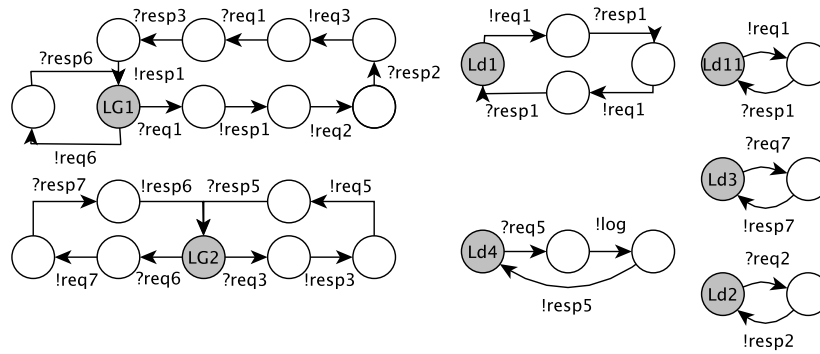 ?resp3
?req1
!req3
?resp6
!resp1
?resp2
LG1
?req1
!resp1
!req2
!req6
?resp7
!resp6
?resp5
!req5
LG2
!req7
?req6
?req3
!resp3
!req1
?resp1
Ld1
?resp1
!req1
!req1
Ld11
?resp1
?req7
Ld3
!resp7
?req5
!log
Ld4
!resp5
?req2
Ld2
!resp2